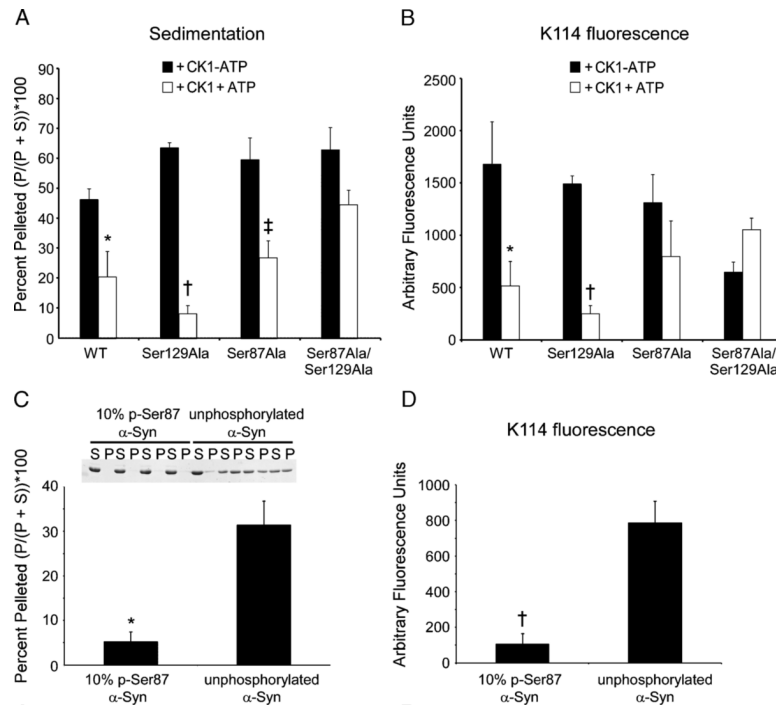 A
Sedimentation
+ CK1-ATP
+ CK1 + ATP
Percent Pelleted (P/(P + S))*100
90
80
70
60
50
40
30
20
10
0
*
†
‡
WT
Ser129Ala
Ser87Ala
Ser87Ala/
Ser129Ala
B
K114 fluorescence
+ CK1-ATP
+ CK1 + ATP
Arbitrary Fluorescence Units
2500
2000
1500
1000
500
0
*
†
WT
Ser129Ala
Ser87Ala
Ser87Ala/
Ser129Ala
C
10% p-Ser87
α-Syn
unphosphorylated
α-Syn
S P S P S P S P S P S P S P S P
Percent Pelleted (P/(P + S))*100
40
30
20
10
5
0
*
10% p-Ser87
α-Syn
unphosphorylated
α-Syn
D
K114 fluorescence
Arbitrary Fluorescence Units
1000
800
600
400
200
0
†
10% p-Ser87
α-Syn
unphosphorylated
α-Syn